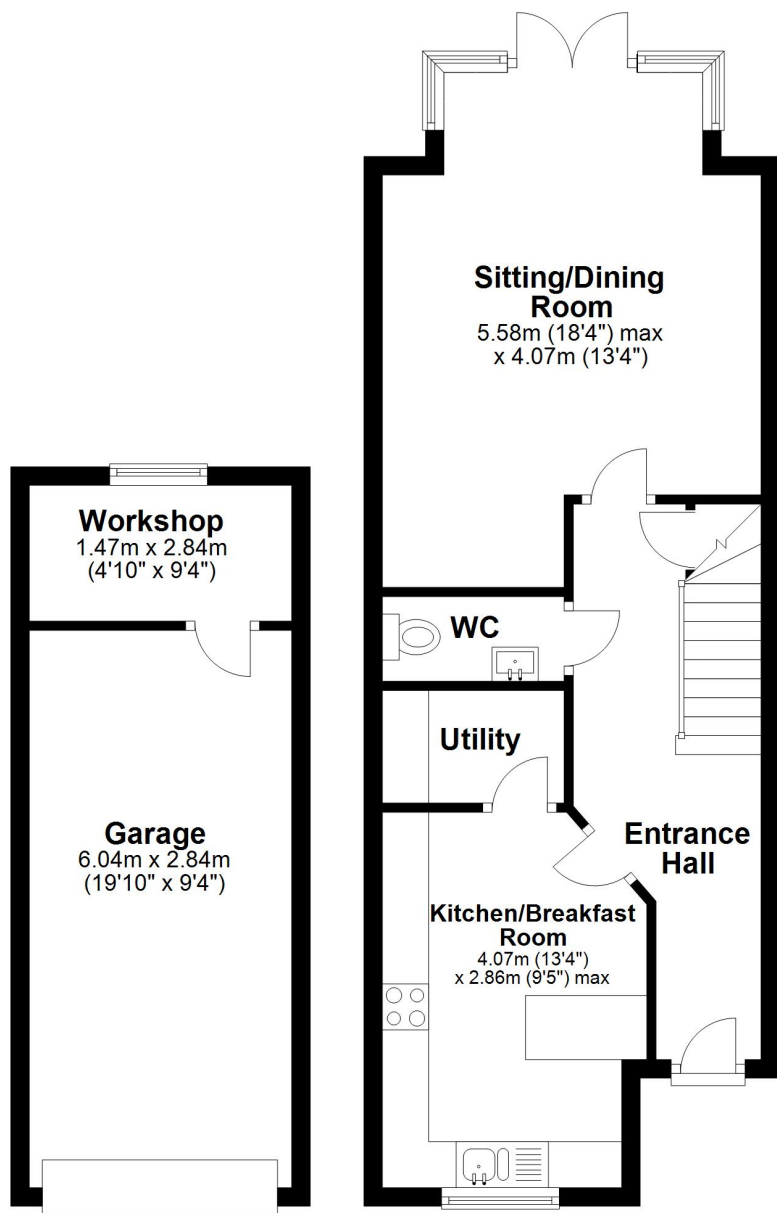 Sitting/Dining
Room
5.58m (18'4") max
x 4.07m (13'4")
Workshop
1.47m x 2.84m
(4'10" x 9'4")
WC
Utility
Garage
6.04m x 2.84m
(19'10" x 9'4")
Entrance
Hall
Kitchen/Breakfast
Room
4.07m (13'4")
x 2.86m (9'5") max